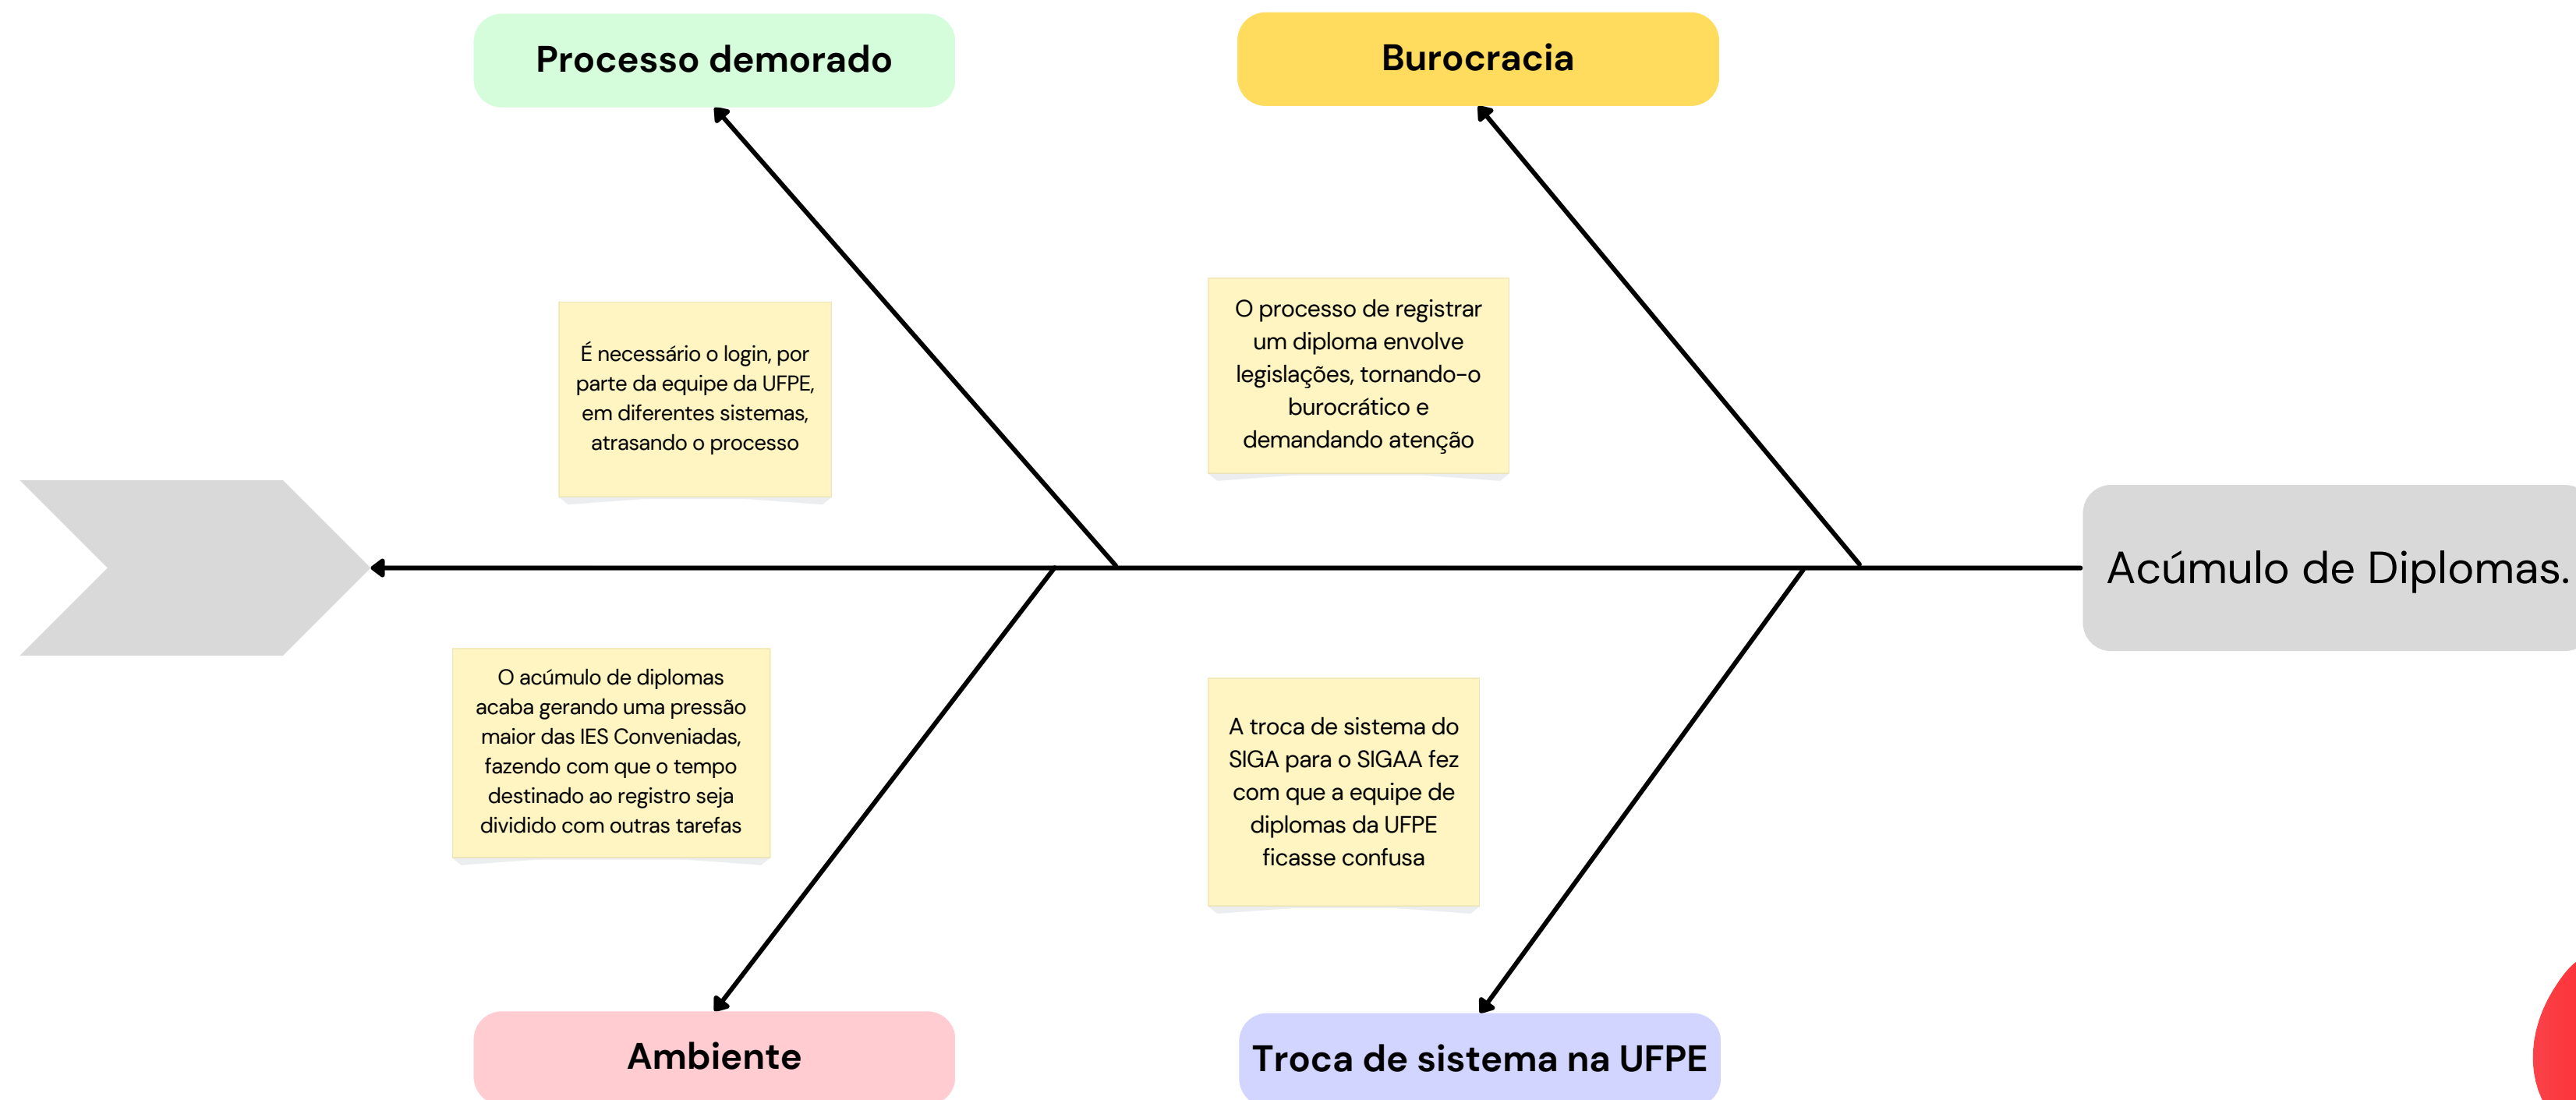 Processo demorado
Burocracia
É necessário o login, por
parte da equipe da UFPE,
em diferentes sistemas,
atrasando o processo
O processo de registrar
um diploma envolve
legislações, tornando-o
burocrático e
demandando atenção
Acúmulo de Diplomas.
O acúmulo de diplomas
acaba gerando uma pressão
maior das IES Conveniadas,
fazendo com que o tempo
destinado ao registro seja
dividido com outras tarefas
A troca de sistema do
SIGA para o SIGAA fez
com que a equipe de
diplomas da UFPE
ficasse confusa
Ambiente
Troca de sistema na UFPE